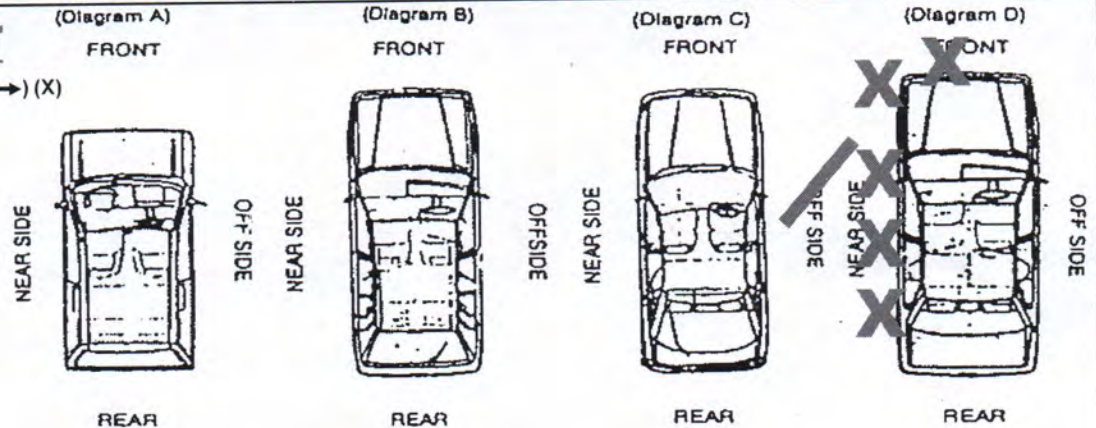 (Diagram A) (Diagram B) (Diagram C) (Diagram D)
FRONT FRONT FRONT FRONT
(X)
X X
X
X
X
NEAR SIDE OFF SIDE NEAR SIDE OFFSIDE NEAR SIDE OFF SIDE NEAR SIDE OFF SIDE
REAR REAR REAR REAR